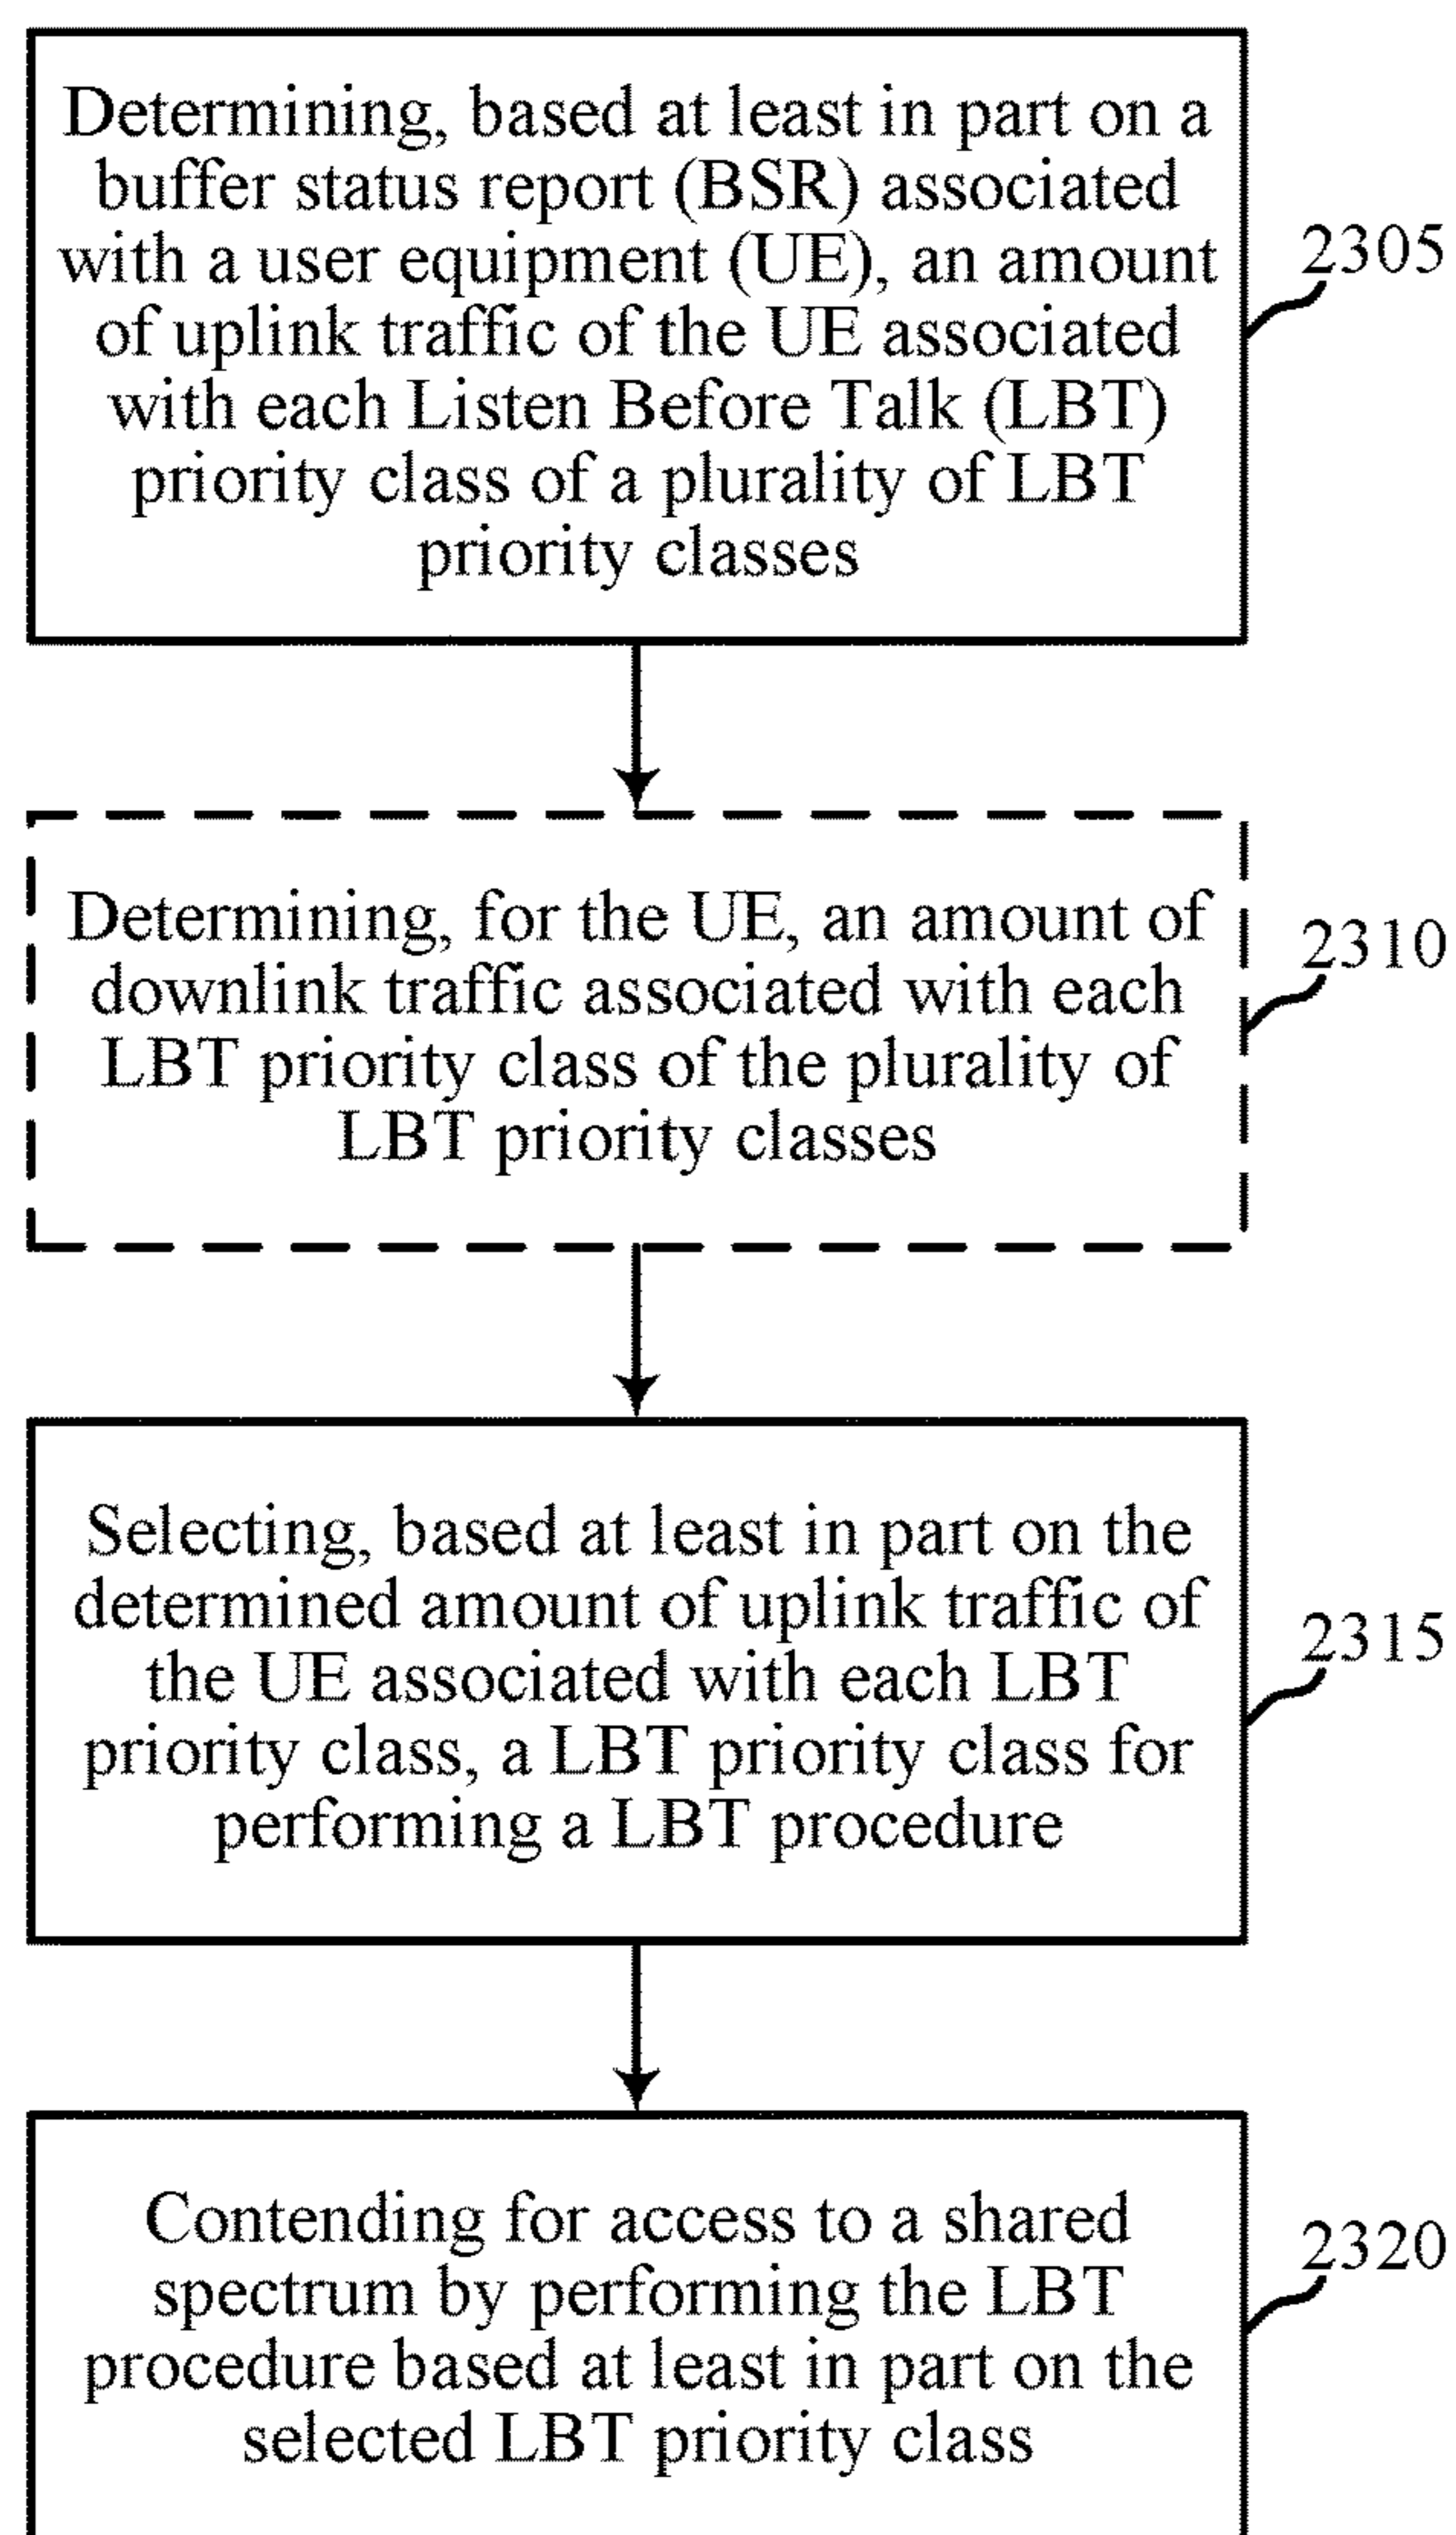 Determining, based at least in part on a
buffer status report (BSR) associated
with a user equipment (UE), an amount
of uplink traffic of the UE associated
with each Listen Before Talk (LBT)
priority class of a plurality of LBT
priority classes
2305
Determining, for the UE, an amount of
downlink traffic associated with each
LBT priority class of the plurality of
LBT priority classes
2310
Selecting, based at least in part on the
determined amount of uplink traffic of
the UE associated with each LBT
priority class, a LBT priority class for
performing a LBT procedure
2315
Contending for access to a shared
spectrum by performing the LBT
procedure based at least in part on the
selected LBT priority class
2320